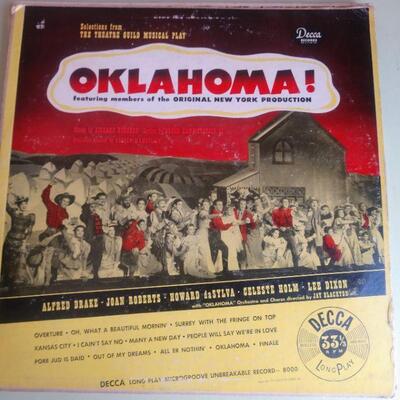 Selections from
THE THEATRE GUILD MUSICAL PLAY
Decca
RECORDS
OKLAHOMA!
featuring members of the ORIGINAL NEW YORK PRODUCTION
ALFRED DRAKE · JOAN ROBERTS · HOWARD daSYLVA · CELESTE HOLM · LEE DIXON
with "OKLAHOMA" Orchestra and Chorus directed by JAY BLACKTON
OVERTURE · OH, WHAT A BEAUTIFUL MORNIN' · SURREY WITH THE FRINGE ON TOP
KANSAS CITY · I CAIN'T SAY NO · MANY A NEW DAY · PEOPLE WILL SAY WE'RE IN LOVE
PORE JUD IS DAID · OUT OF MY DREAMS · ALL ER NOTHIN' · OKLAHOMA · FINALE
DECCA
33 1/3
RPM
LONG PLAY
DECCA LONG PLAY MICROGROOVE UNBREAKABLE RECORD — 8000